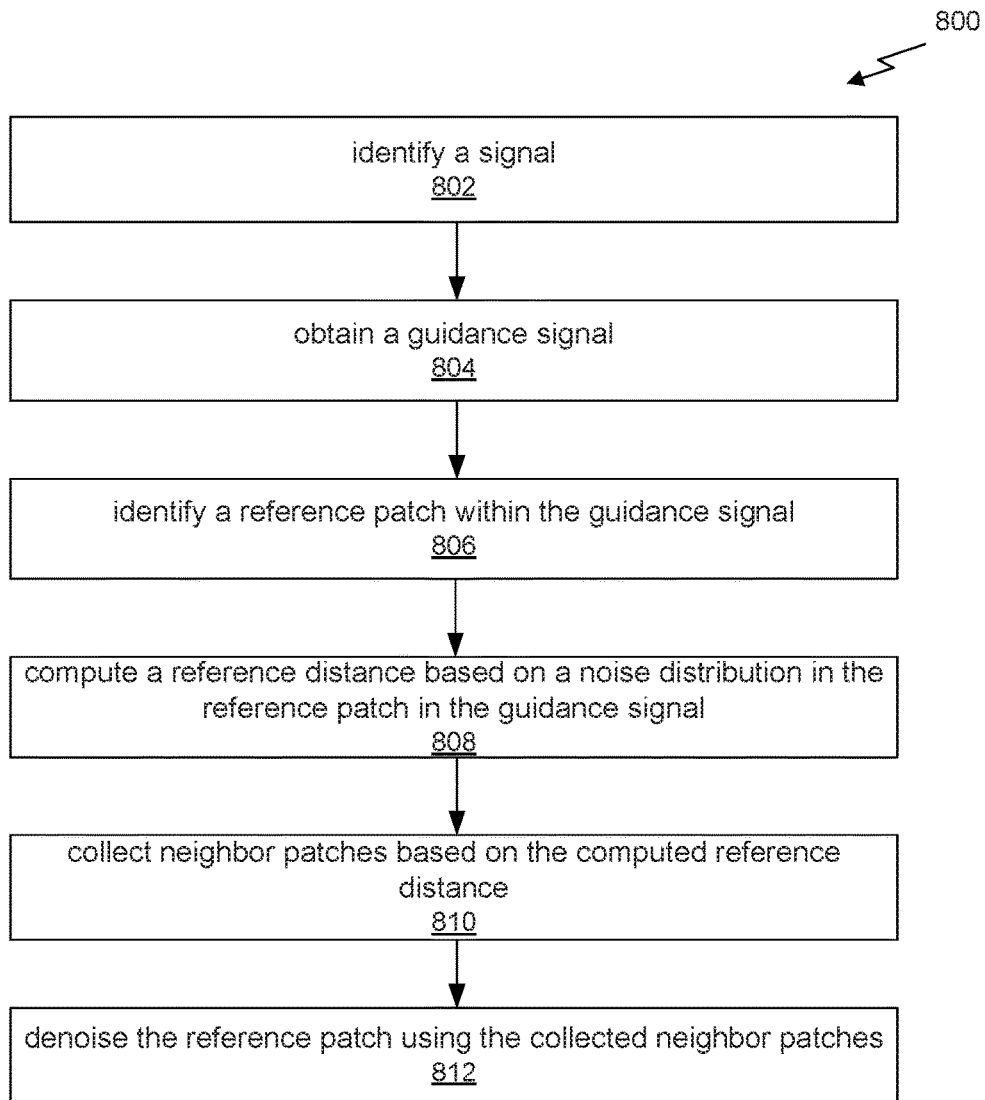 800
identify a signal
802
obtain a guidance signal
804
identify a reference patch within the guidance signal
806
compute a reference distance based on a noise distribution in the
reference patch in the guidance signal
808
collect neighbor patches based on the computed reference
distance
810
denoise the reference patch using the collected neighbor patches
812